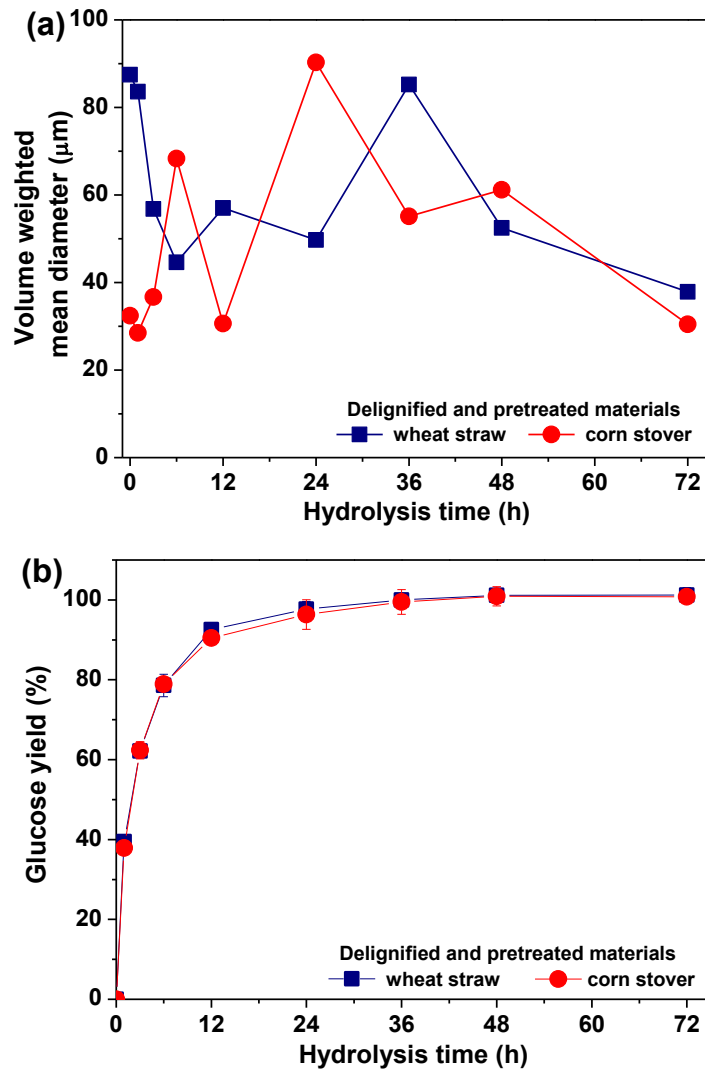 (a)
100
80
60
40
20
0
Volume weighted
mean diameter (μm)
Delignified and pretreated materials
wheat straw corn stover
0 12 24 36 48 60 72
Hydrolysis time (h)
(b)
100
80
60
40
20
0
Glucose yield (%)
Delignified and pretreated materials
wheat straw corn stover
0 12 24 36 48 60 72
Hydrolysis time (h)